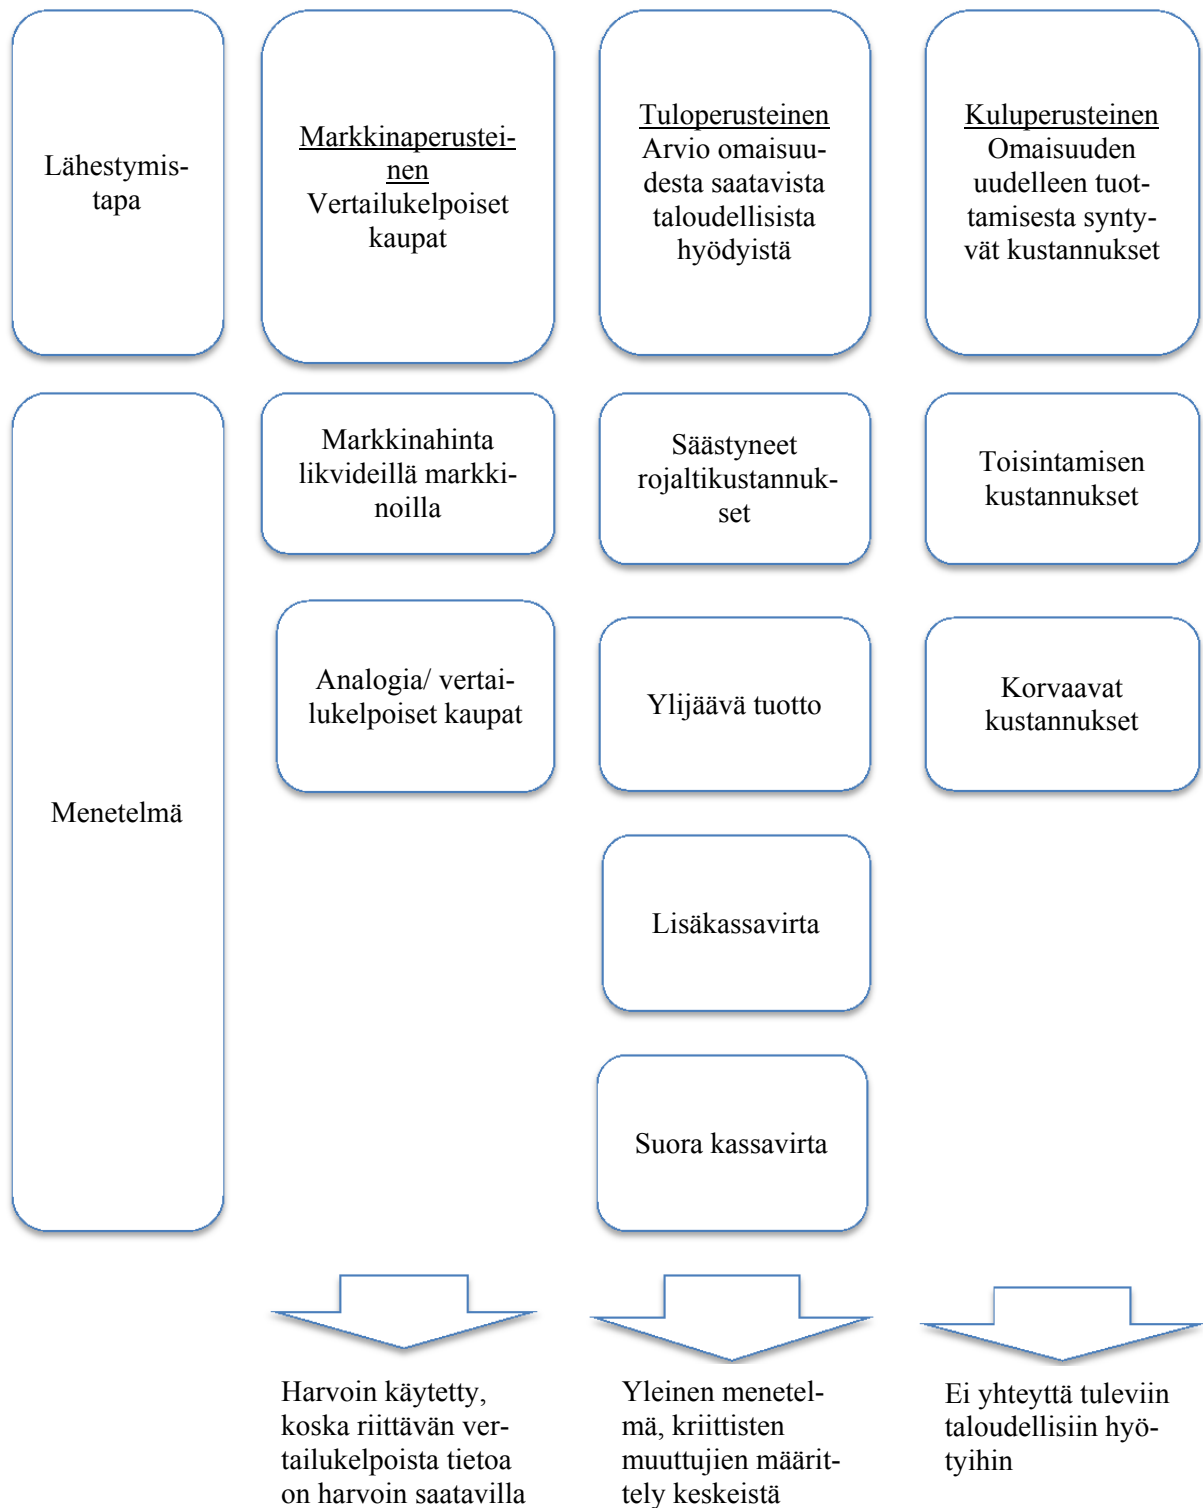 Lähestymis-
tapa
Markkinaperustei-
nen
Vertailukelpoiset
kaupat
Tuloperusteinen
Arvio omaisuu-
desta saatavista
taloudellisista
hyödyistä
Kuluperusteinen
Omaisuuden
uudelleen tuot-
tamisesta synty-
vät kustannukset
Menetelmä
Markkinahinta
likvideillä markki-
noilla
Analogia/ vertai-
lukelpoiset kaupat
Säästyneet
rojaltikustannuk-
set
Ylijäävä tuotto
Lisäkassavirta
Suora kassavirta
Toisintamisen
kustannukset
Korvaavat
kustannukset
Harvoin käytetty,
koska riittävän ver-
tailukelpoista tietoa
on harvoin saatavilla
Yleinen menetel-
mä, kriittisten
muuttujien määrit-
tely keskeistä
Ei yhteyttä tuleviin
taloudellisiin hyö-
tyihin